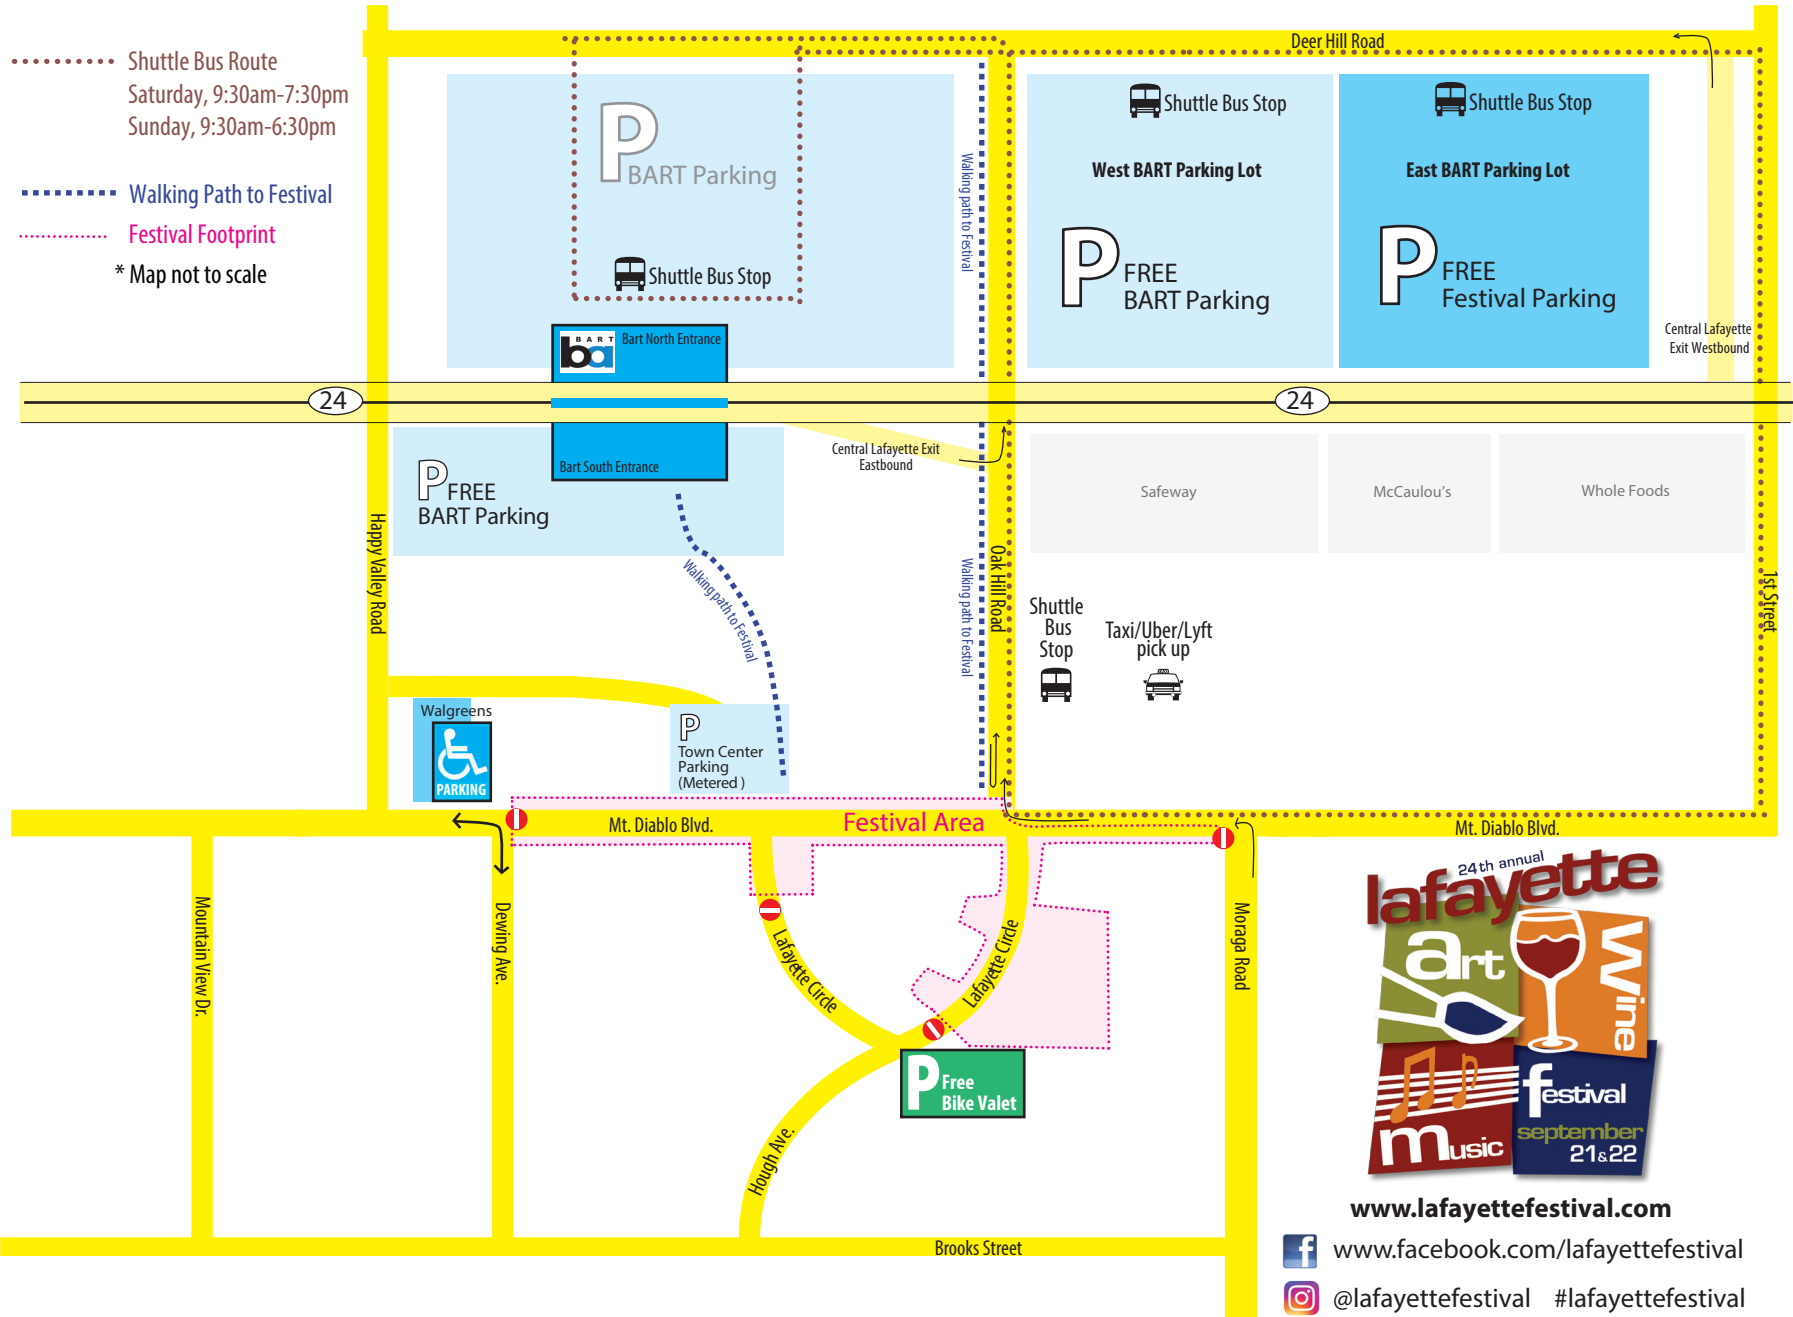 Deer Hill Road
Shuttle Bus Route
Saturday, 9:30am-7:30pm
Sunday, 9:30am-6:30pm
Walking Path to Festival
Festival Footprint
* Map not to scale
P
BART Parking
Shuttle Bus Stop
Walking path to Festival
Shuttle Bus Stop
West BART Parking Lot
P FREE
BART Parking
Shuttle Bus Stop
East BART Parking Lot
P FREE
Festival Parking
Central Lafayette
Exit Westbound
BART
ba
Bart North Entrance
24
24
Bart South Entrance
P FREE
BART Parking
Central Lafayette Exit
Eastbound
Safeway
McCaulou's
Whole Foods
Happy Valley Road
Walking path to Festival
Walking path to Festival
Oak Hill Road
1st Street
Shuttle
Bus
Stop
Taxi/Uber/Lyft
pick up
TAXI
Walgreens
PARKING
P
Town Center
Parking
(Metered )
Mt. Diablo Blvd.
Festival Area
Mt. Diablo Blvd.
Mountain View Dr.
Dewing Ave.
Lafayette Circle
Lafayette Circle
Moraga Road
P Free
Bike Valet
Hough Ave.
Brooks Street
24th annual
lafayette
art
Wine
music
festival
september
21&22
www.lafayettefestival.com
f www.facebook.com/lafayettefestival
@lafayettefestival #lafayettefestival